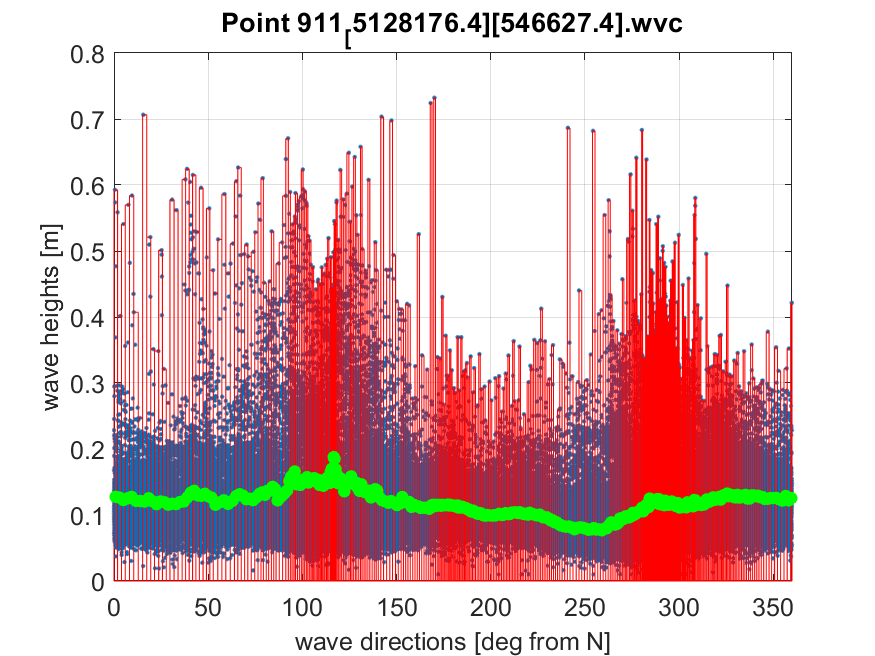 Point 911[5128176.4][546627.4].wvc
0.8
0.7
0.6
0.5
0.4
0.3
0.2
0.1
0
wave heights [m]
0 50 100 150 200 250 300 350
wave directions [deg from N]